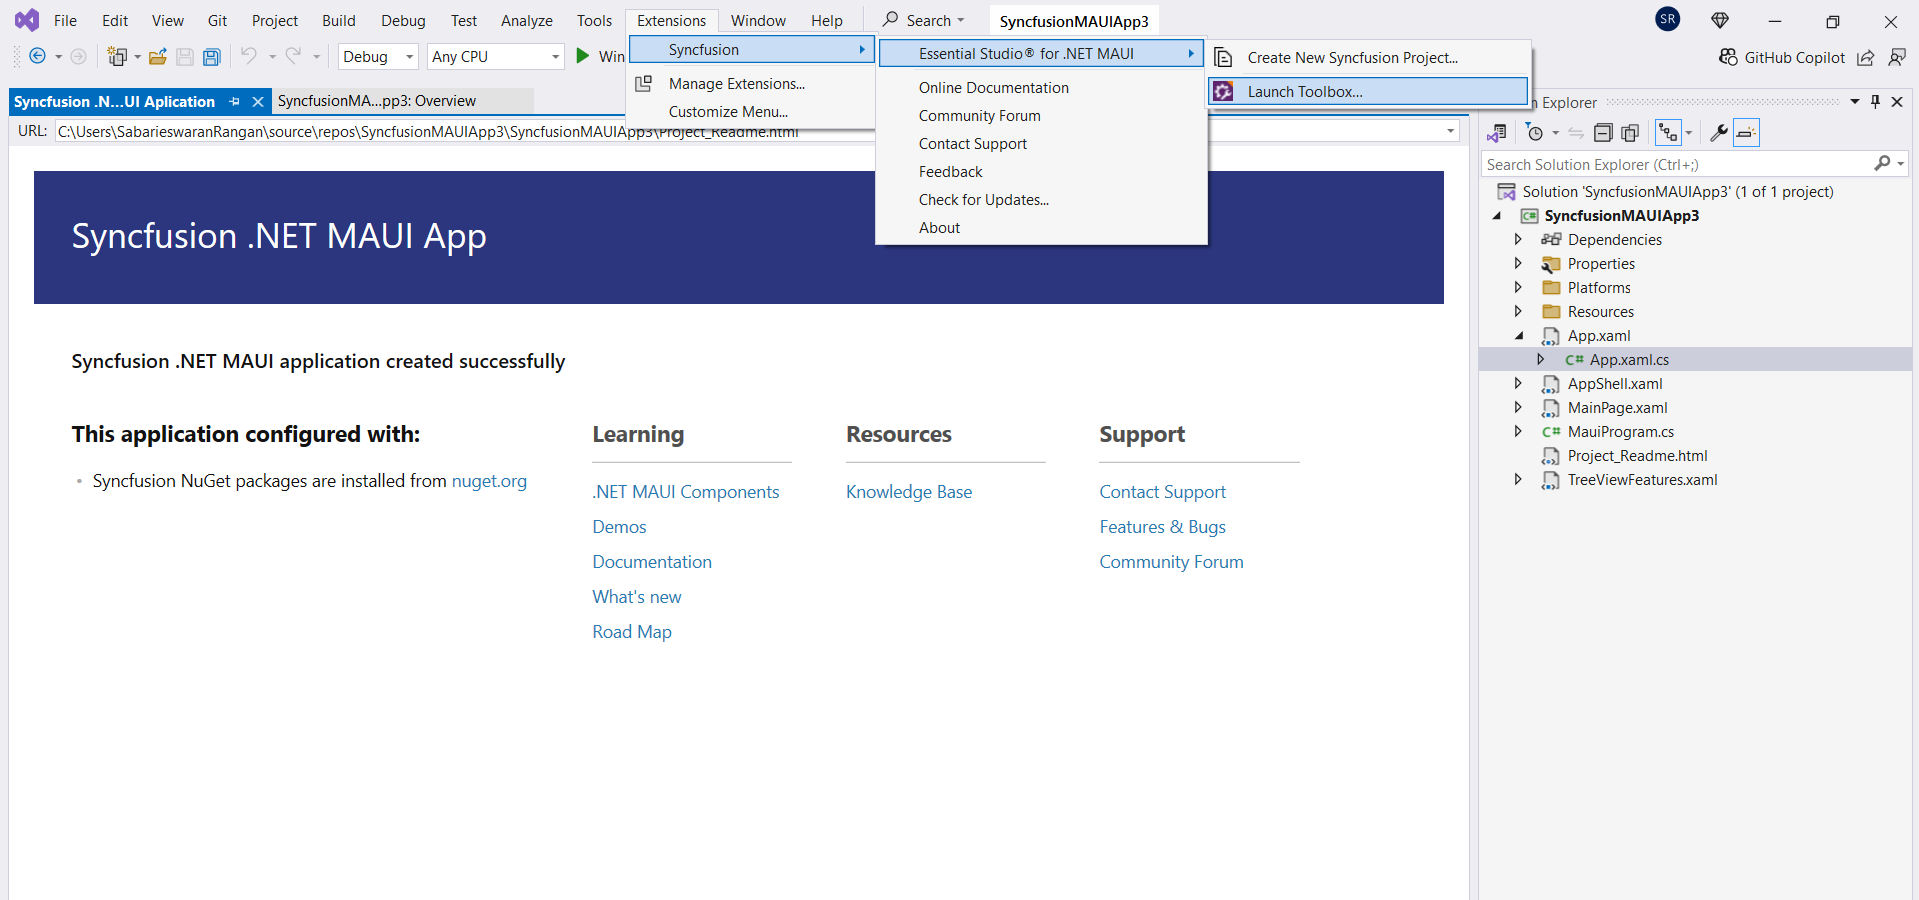 File Edit View Git Project Build Debug Test Analyze Tools Extensions Window Help Search SyncfusionMAUIApp3 SR
Debug Any CPU Win GitHub Copilot
Syncfusion
Manage Extensions...
Customize Menu...
Essential Studio® for .NET MAUI
Online Documentation
Community Forum
Contact Support
Feedback
Check for Updates...
About
Create New Syncfusion Project...
Launch Toolbox...
Syncfusion .N...UI Aplication SyncfusionMA...pp3: Overview
URL: C:\Users\SabarieswaranRangan\source\repos\SyncfusionMAUIApp3\SyncfusionMAUIApp3\Project_Readme.html
Syncfusion .NET MAUI App
Syncfusion .NET MAUI application created successfully
This application configured with:
• Syncfusion NuGet packages are installed from nuget.org
Learning
.NET MAUI Components
Demos
Documentation
What's new
Road Map
Resources
Knowledge Base
Support
Contact Support
Features & Bugs
Community Forum
n Explorer
Search Solution Explorer (Ctrl+;)
Solution 'SyncfusionMAUIApp3' (1 of 1 project)
C# SyncfusionMAUIApp3
Dependencies
Properties
Platforms
Resources
App.xaml
C# App.xaml.cs
AppShell.xaml
MainPage.xaml
C# MauiProgram.cs
Project_Readme.html
TreeViewFeatures.xaml